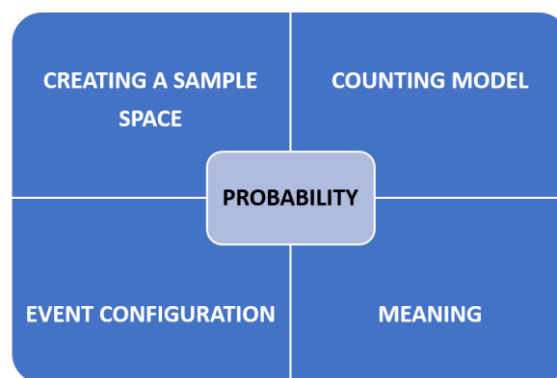 CREATING A SAMPLE
SPACE
COUNTING MODEL
PROBABILITY
EVENT CONFIGURATION
MEANING